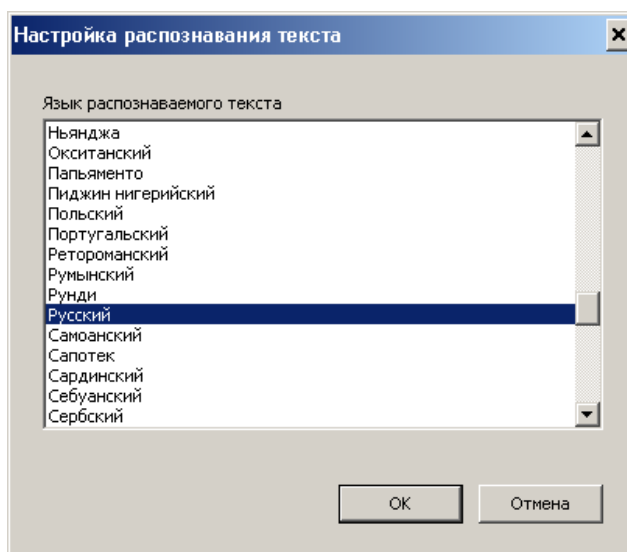 Настройка распознавания текста
Язык распознаваемого текста
Ньянджа
Окситанский
Папьяменто
Пиджин нигерийский
Польский
Португальский
Ретороманский
Румынский
Рунди
Русский
Самоанский
Сапотек
Сардинский
Себуанский
Сербский
ОК Отмена